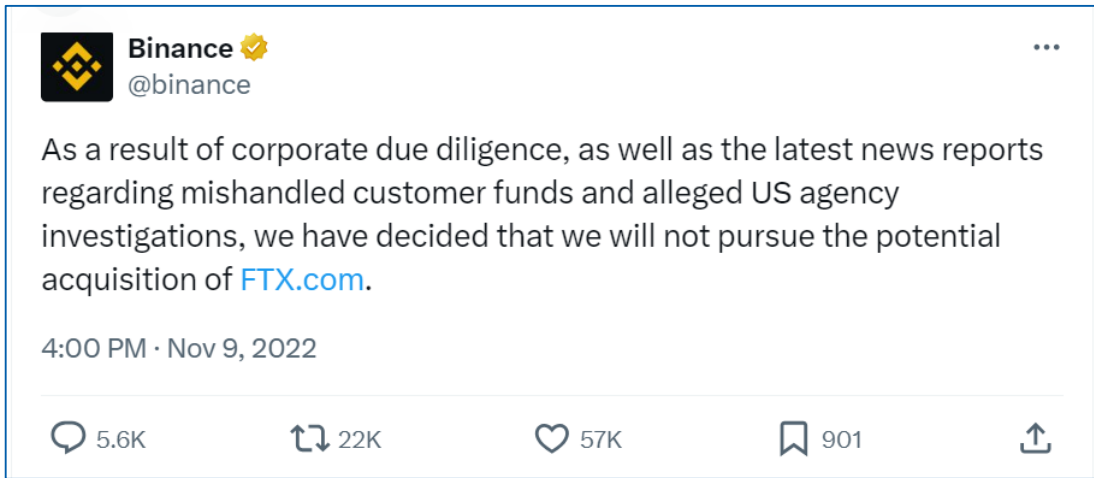 Binance
@binance
As a result of corporate due diligence, as well as the latest news reports
regarding mishandled customer funds and alleged US agency
investigations, we have decided that we will not pursue the potential
acquisition of FTX.com.
4:00 PM · Nov 9, 2022
5.6K 22K 57K 901